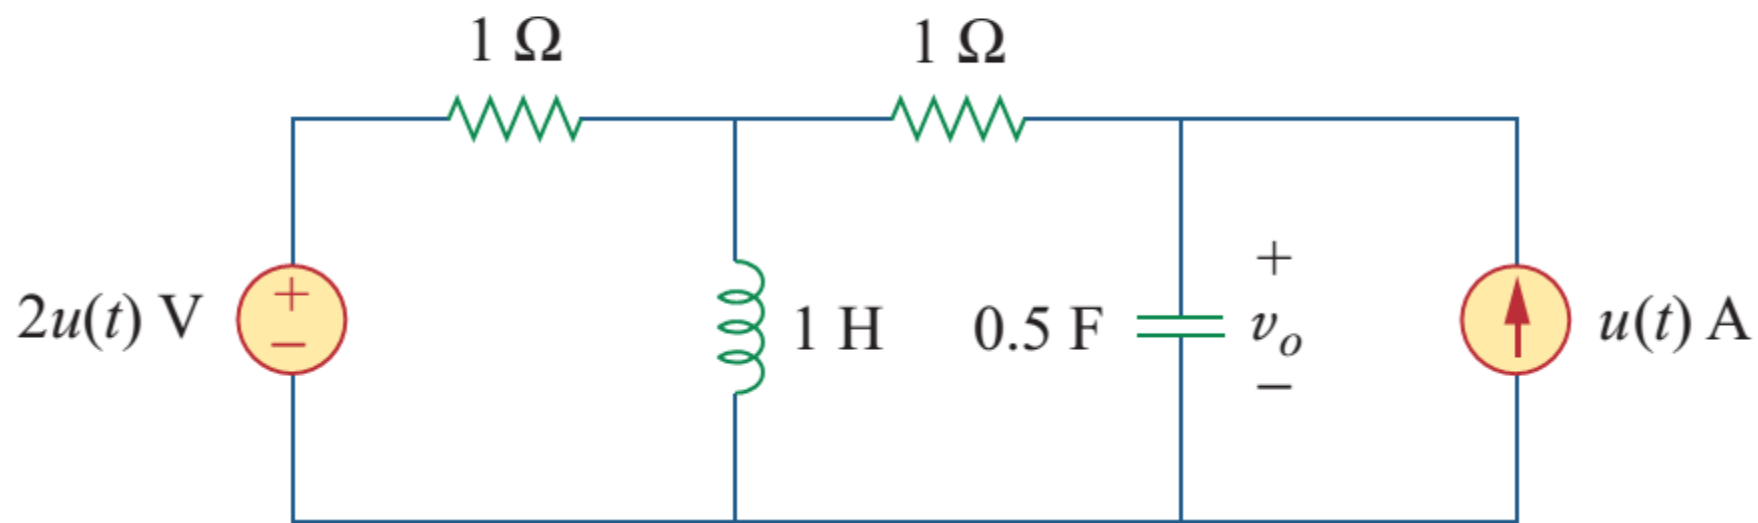 1 Ω
1 Ω
2u(t) V
+
−
1 H
0.5 F
+
vₒ
−
u(t) A